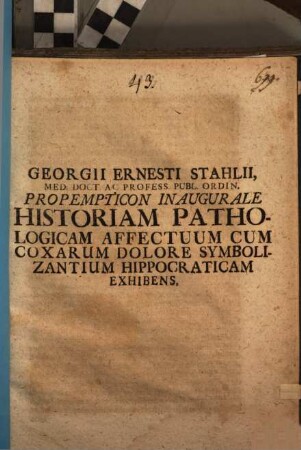 43.
GEORGII ERNESTI STAHLII,
MED. DOCT AC PROFESS. PUBL. ORDIN.
PROPEMPTICON INAUGURALE
HISTORIAM PATHO-
LOGICAM AFFECTUUM CUM
COXARUM DOLORE SYMBOLI-
ZANTIUM HIPPOCRATICAM
EXHIBENS.